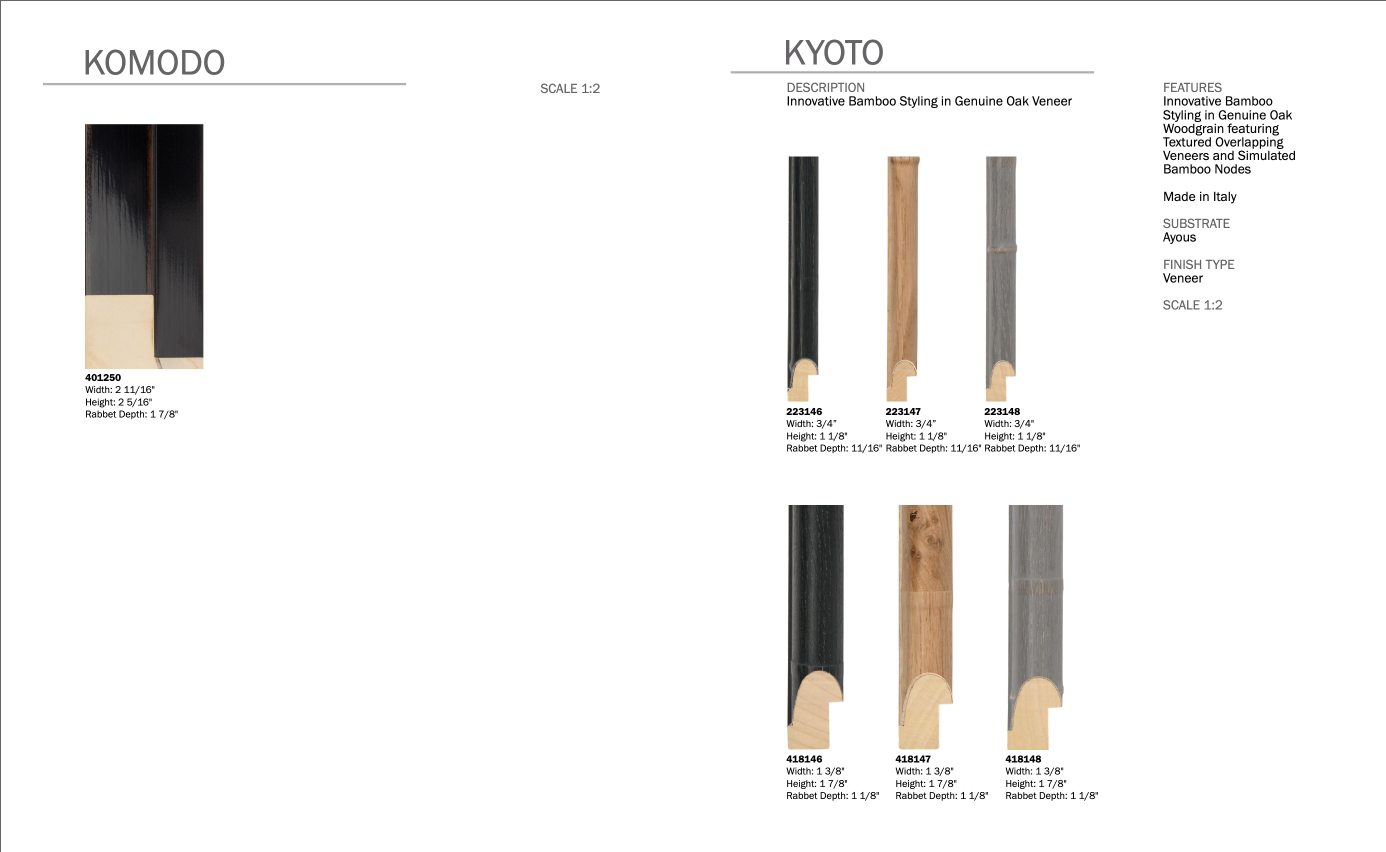 KOMODO
SCALE 1:2
401250
Width: 2 11/16"
Height: 2 5/16"
Rabbet Depth: 1 7/8"
KYOTO
DESCRIPTION
Innovative Bamboo Styling in Genuine Oak Veneer
FEATURES
Innovative Bamboo
Styling in Genuine Oak
Woodgrain featuring
Textured Overlapping
Veneers and Simulated
Bamboo Nodes
Made in Italy
SUBSTRATE
Ayous
FINISH TYPE
Veneer
SCALE 1:2
223146
Width: 3/4"
Height: 1 1/8"
Rabbet Depth: 11/16"
223147
Width: 3/4"
Height: 1 1/8"
Rabbet Depth: 11/16"
223148
Width: 3/4"
Height: 1 1/8"
Rabbet Depth: 11/16"
418146
Width: 1 3/8"
Height: 1 7/8"
Rabbet Depth: 1 1/8"
418147
Width: 1 3/8"
Height: 1 7/8"
Rabbet Depth: 1 1/8"
418148
Width: 1 3/8"
Height: 1 7/8"
Rabbet Depth: 1 1/8"